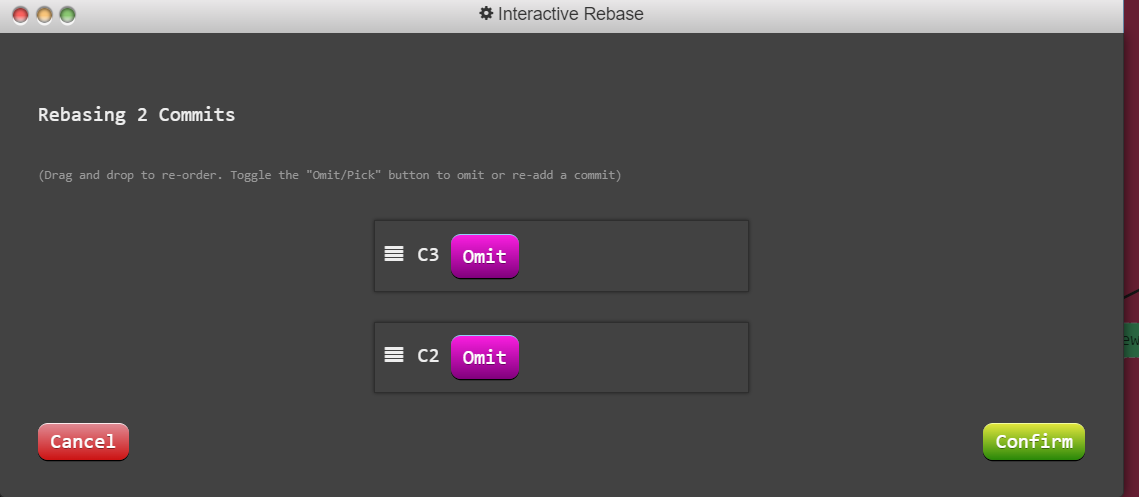 Interactive Rebase
Rebasing 2 Commits
(Drag and drop to re-order. Toggle the "Omit/Pick" button to omit or re-add a commit)
C3 Omit
C2 Omit
Cancel Confirm